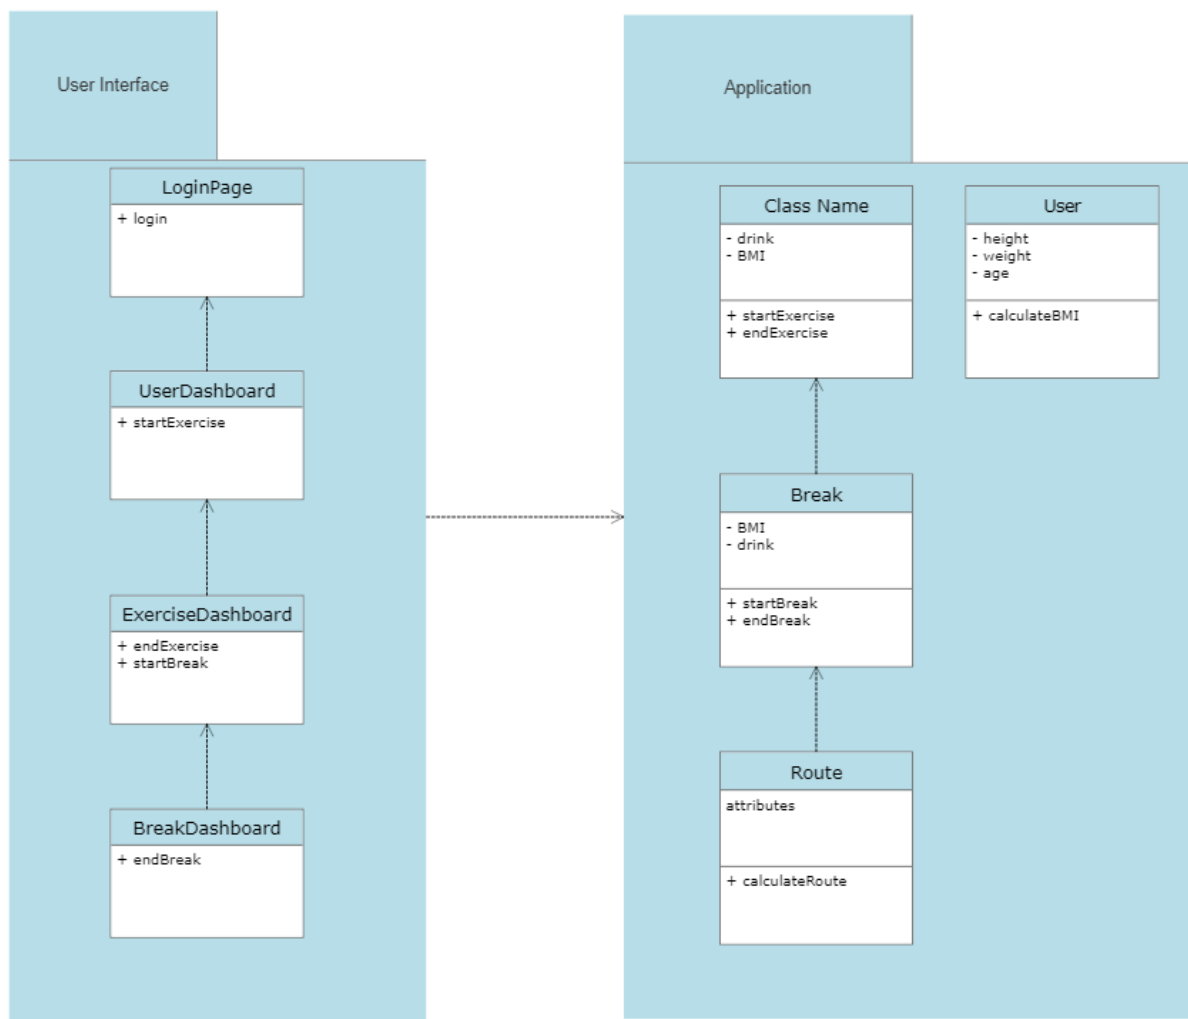 User Interface
LoginPage
+ login
UserDashboard
+ startExercise
ExerciseDashboard
+ endExercise
+ startBreak
BreakDashboard
+ endBreak
Application
Class Name
- drink
- BMI
+ startExercise
+ endExercise
User
- height
- weight
- age
+ calculateBMI
Break
- BMI
- drink
+ startBreak
+ endBreak
Route
attributes
+ calculateRoute